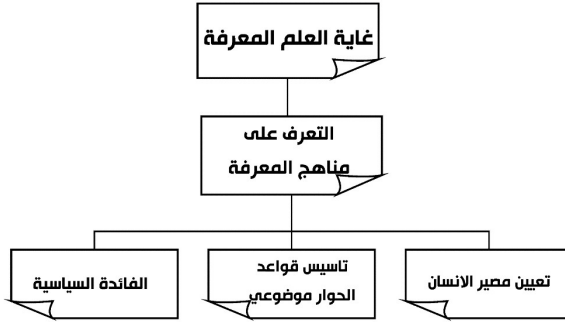 غاية العلم المعرفة
التعرف على
مناهج المعرفة
تعيين مصير الانسان
تاسيس قواعد
الحوار موضوعي
الفائدة السياسية